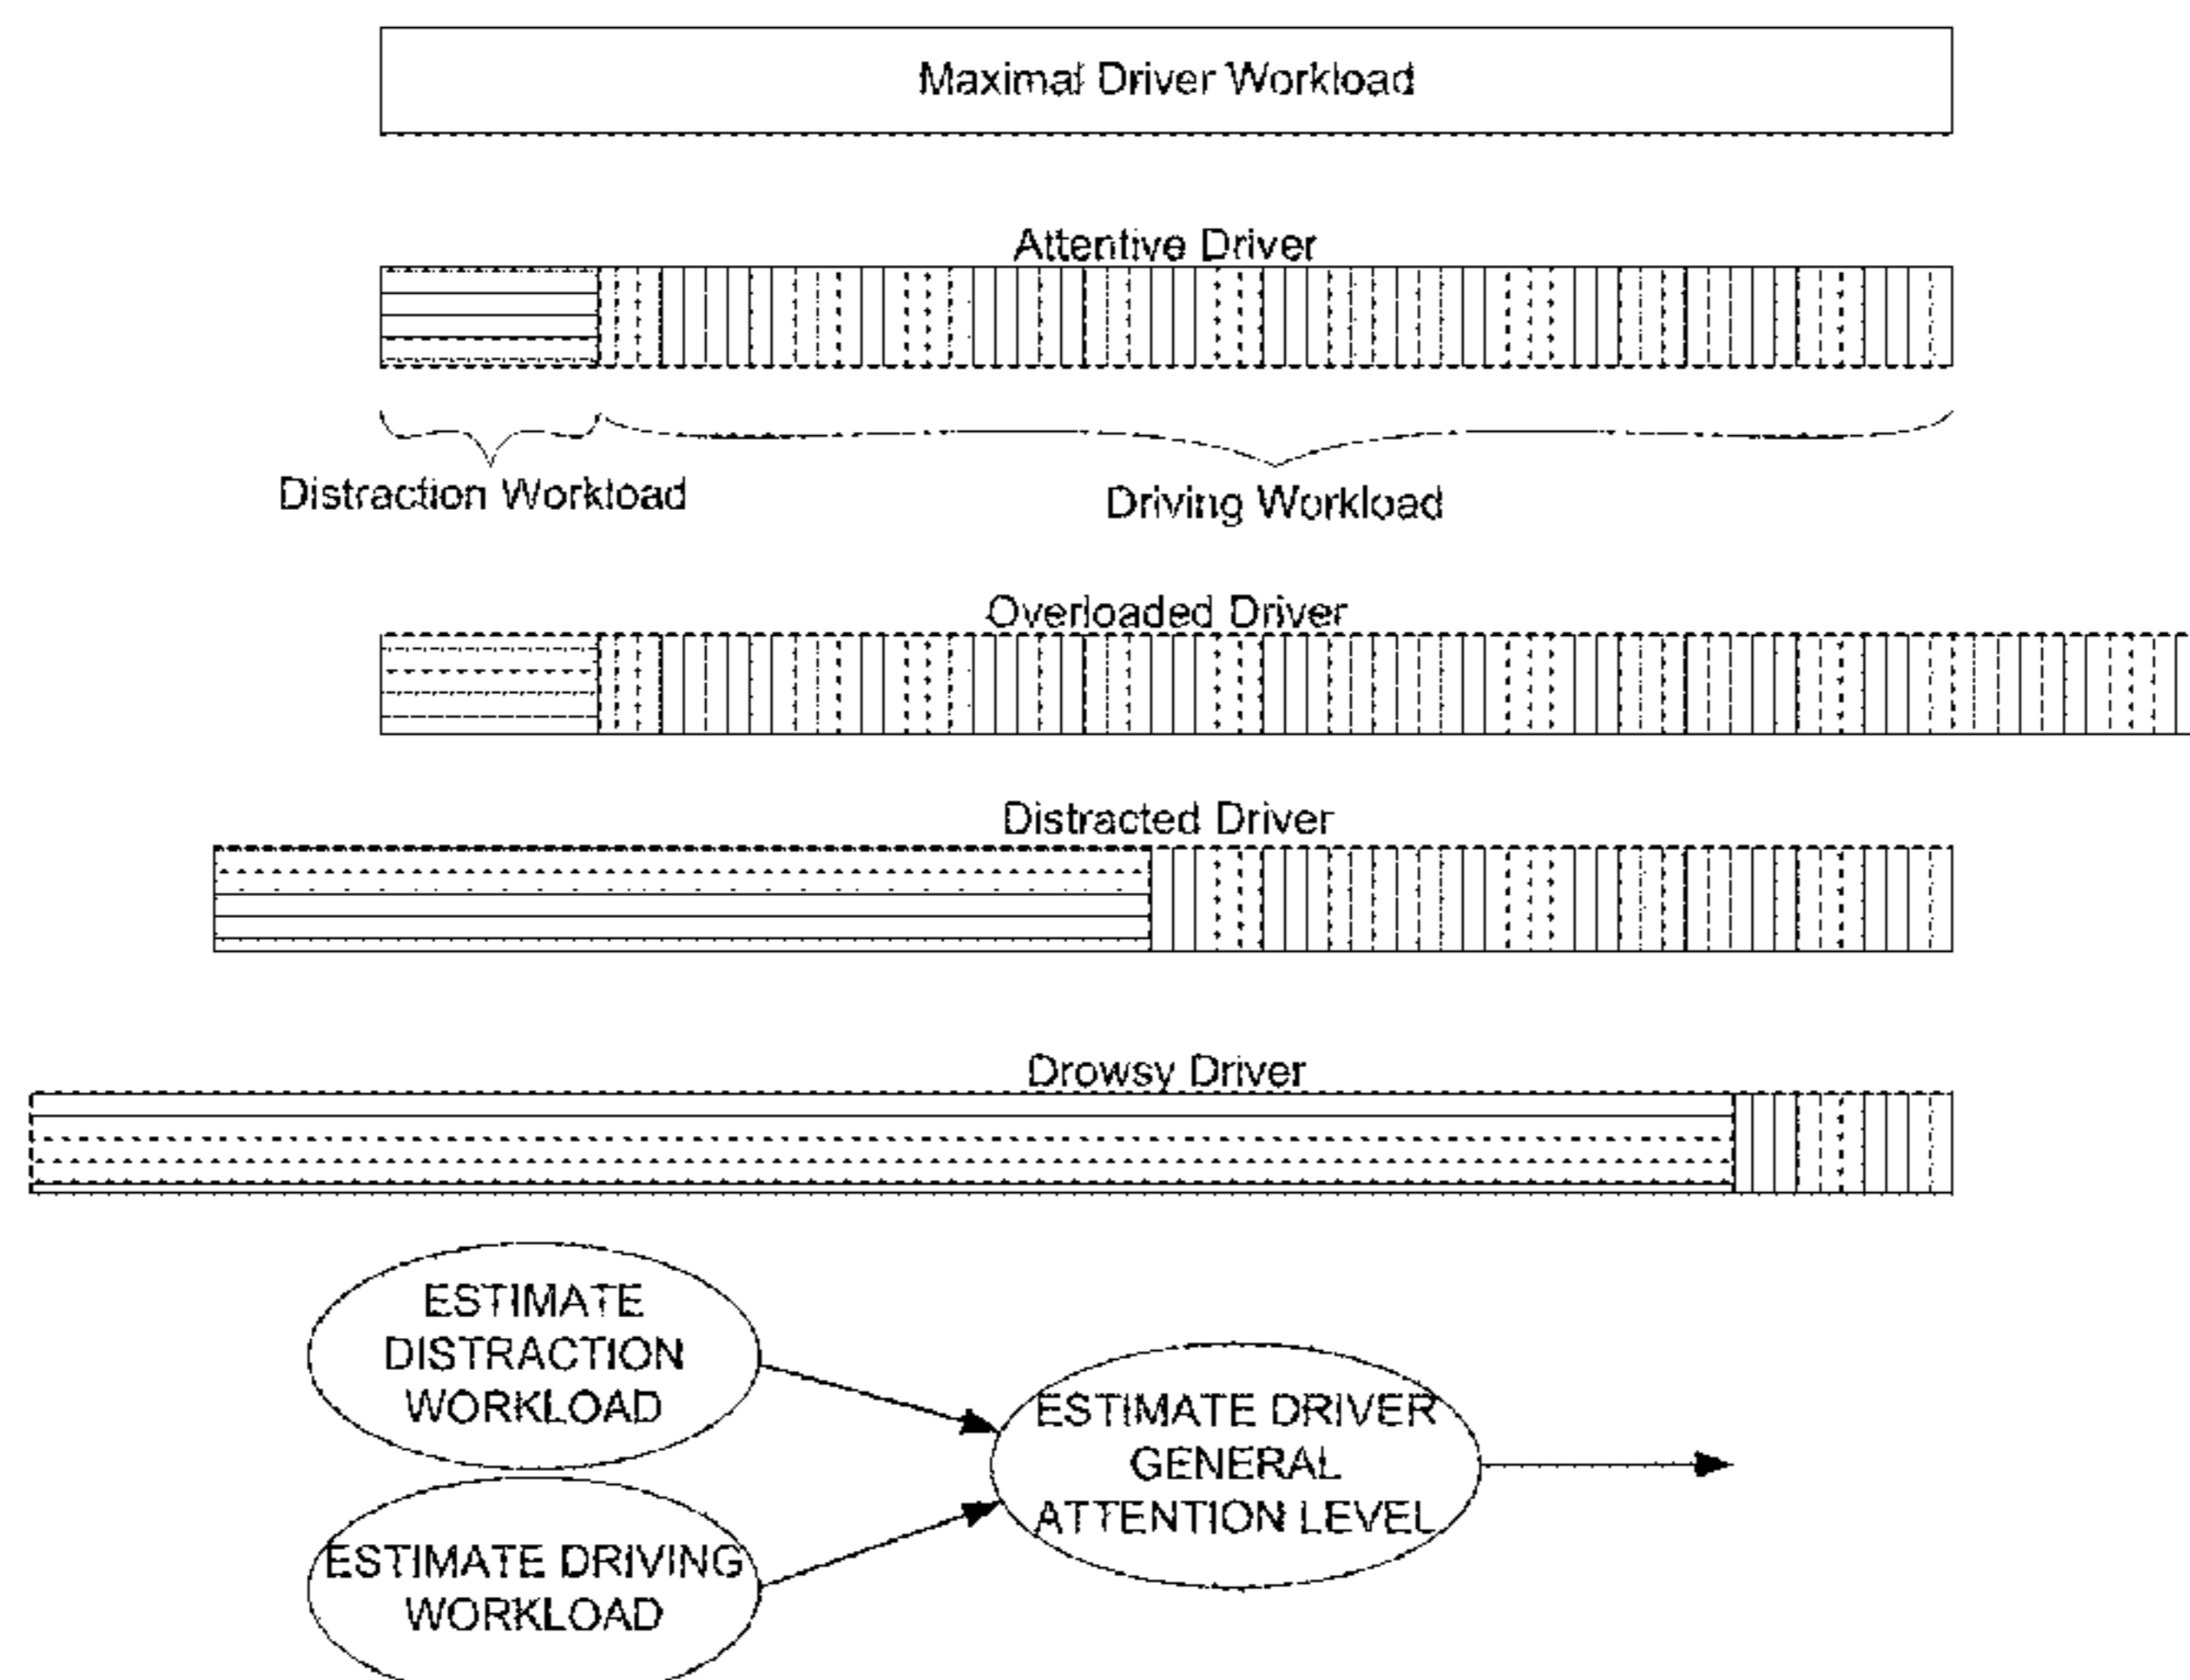 Maximal Driver Workload
Attentive Driver
Distraction Workload
Driving Workload
Overloaded Driver
Distracted Driver
Drowsy Driver
ESTIMATE
DISTRACTION
WORKLOAD
ESTIMATE DRIVING
WORKLOAD
ESTIMATE DRIVER
GENERAL
ATTENTION LEVEL